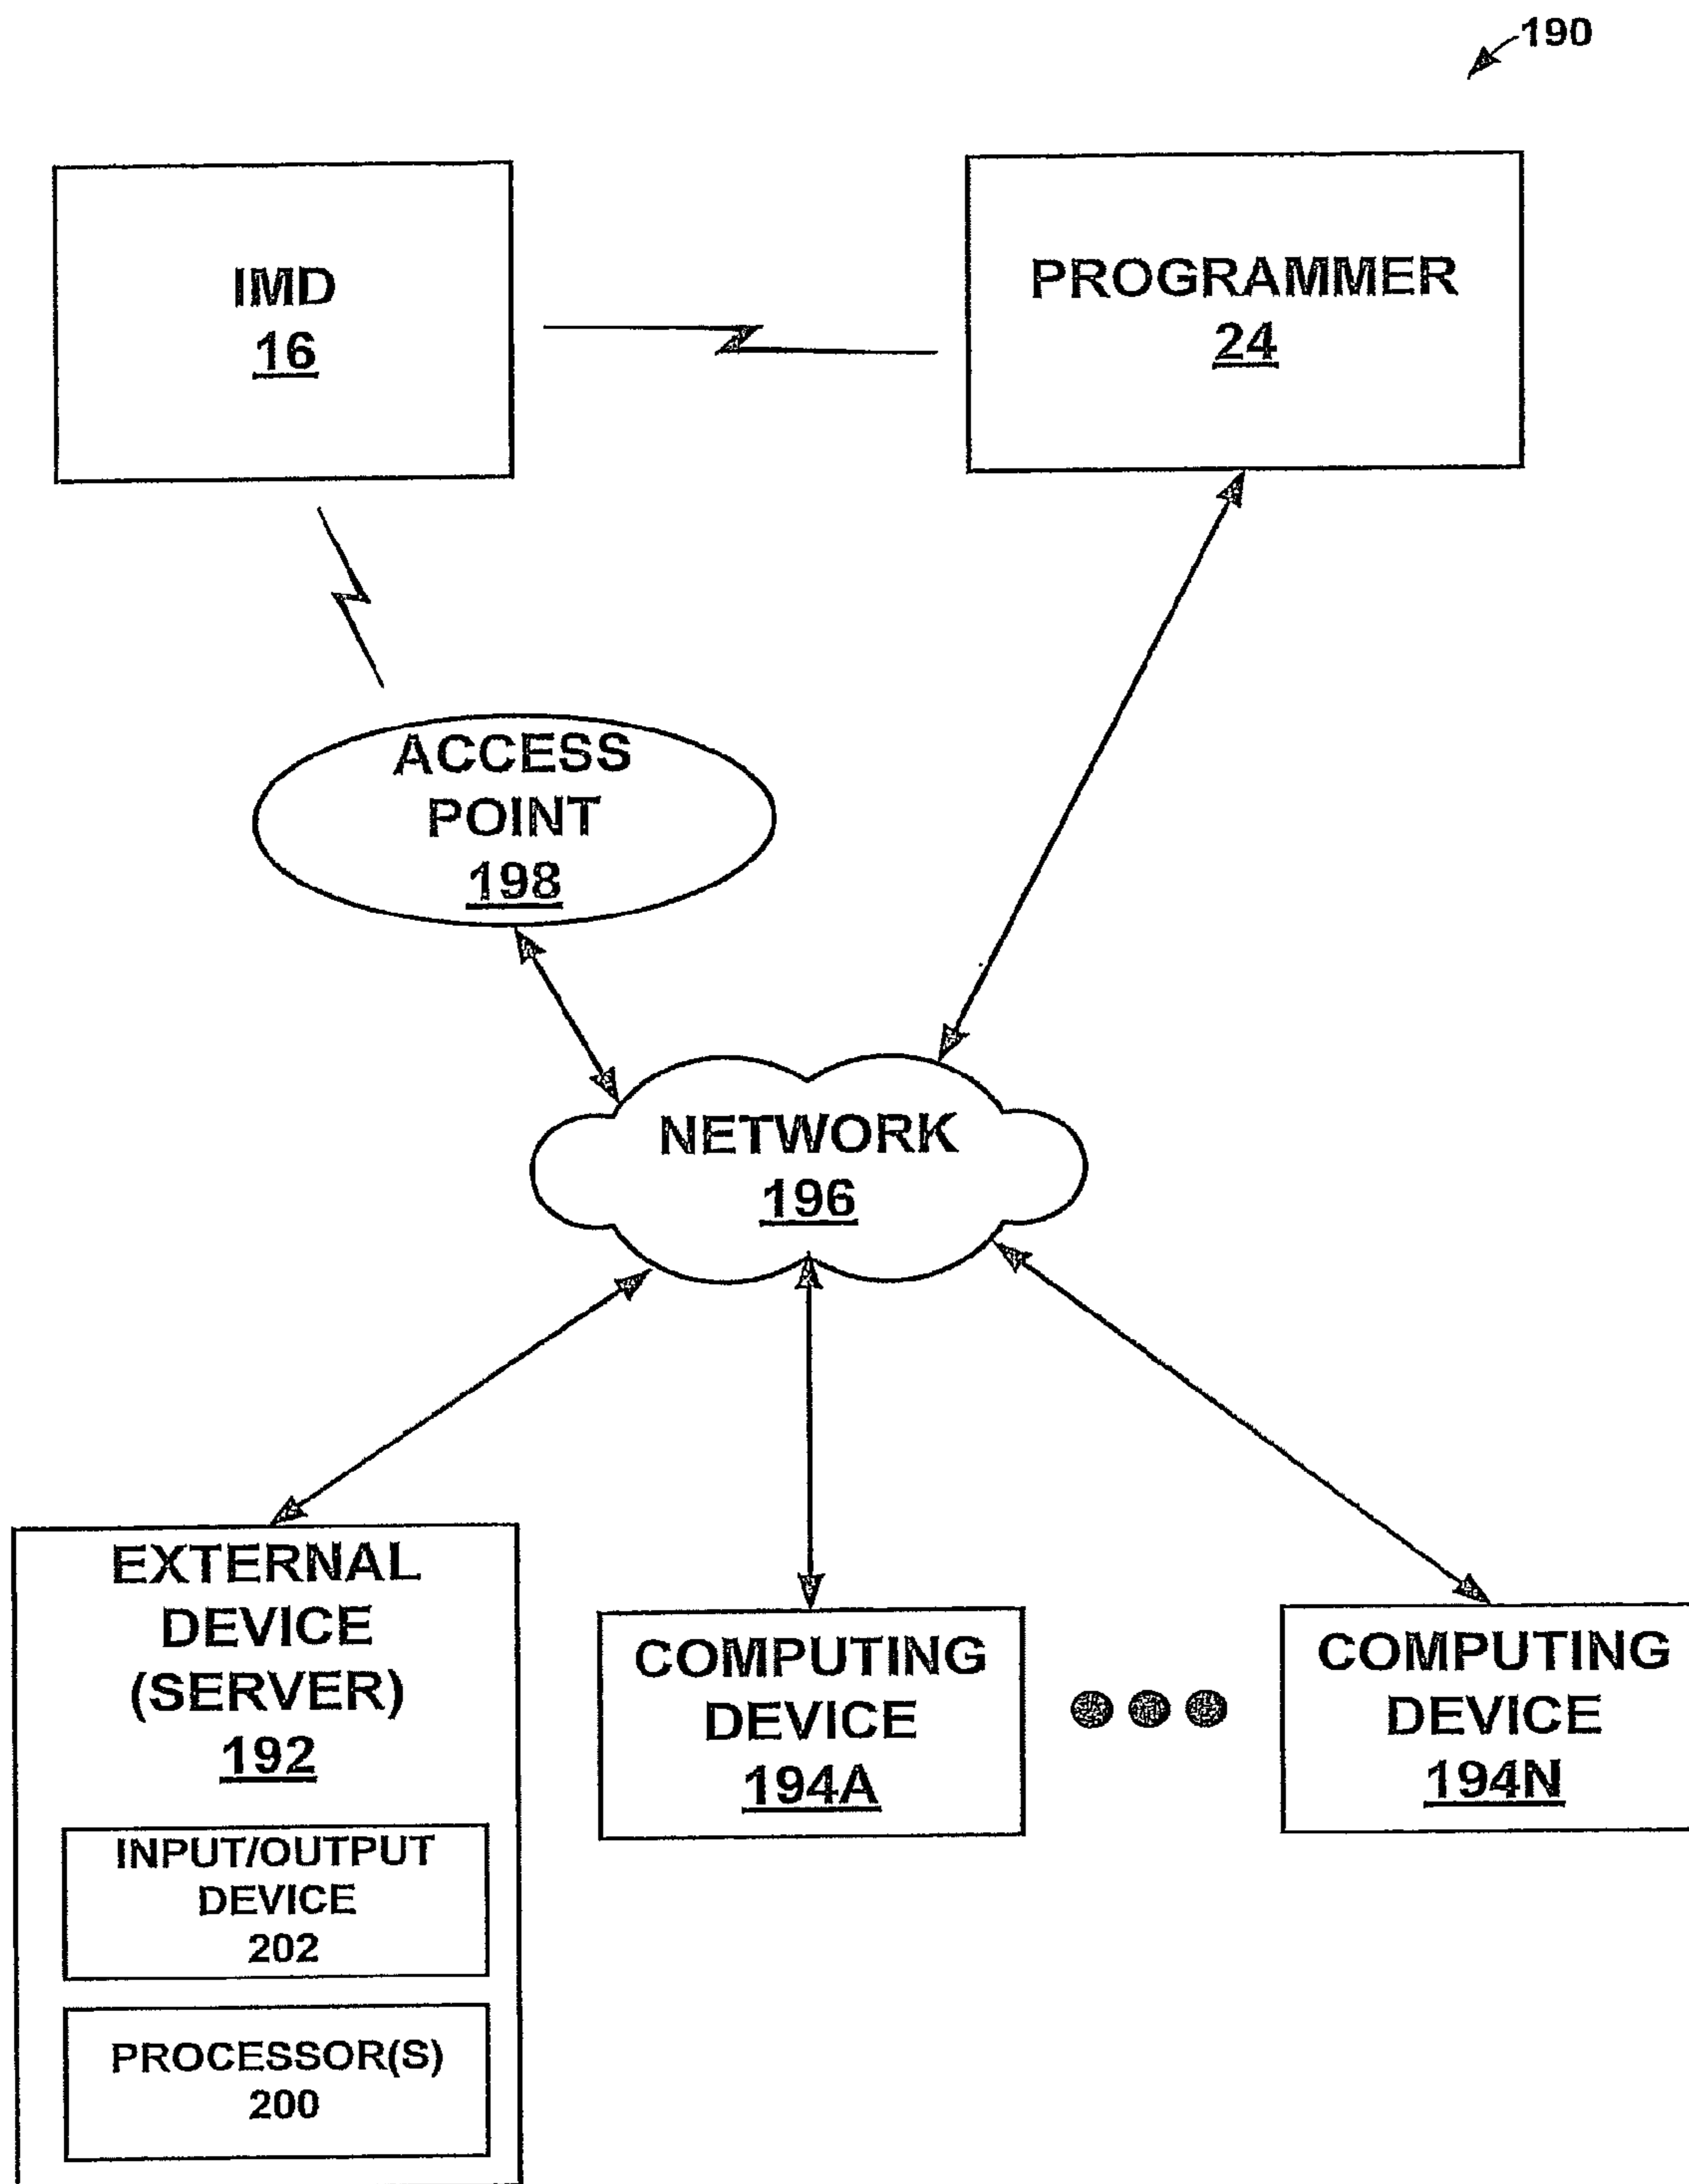 190
IMD
16
PROGRAMMER
24
ACCESS
POINT
198
NETWORK
196
EXTERNAL
DEVICE
(SERVER)
192
INPUT/OUTPUT
DEVICE
202
PROCESSOR(S)
200
COMPUTING
DEVICE
194A
COMPUTING
DEVICE
194N